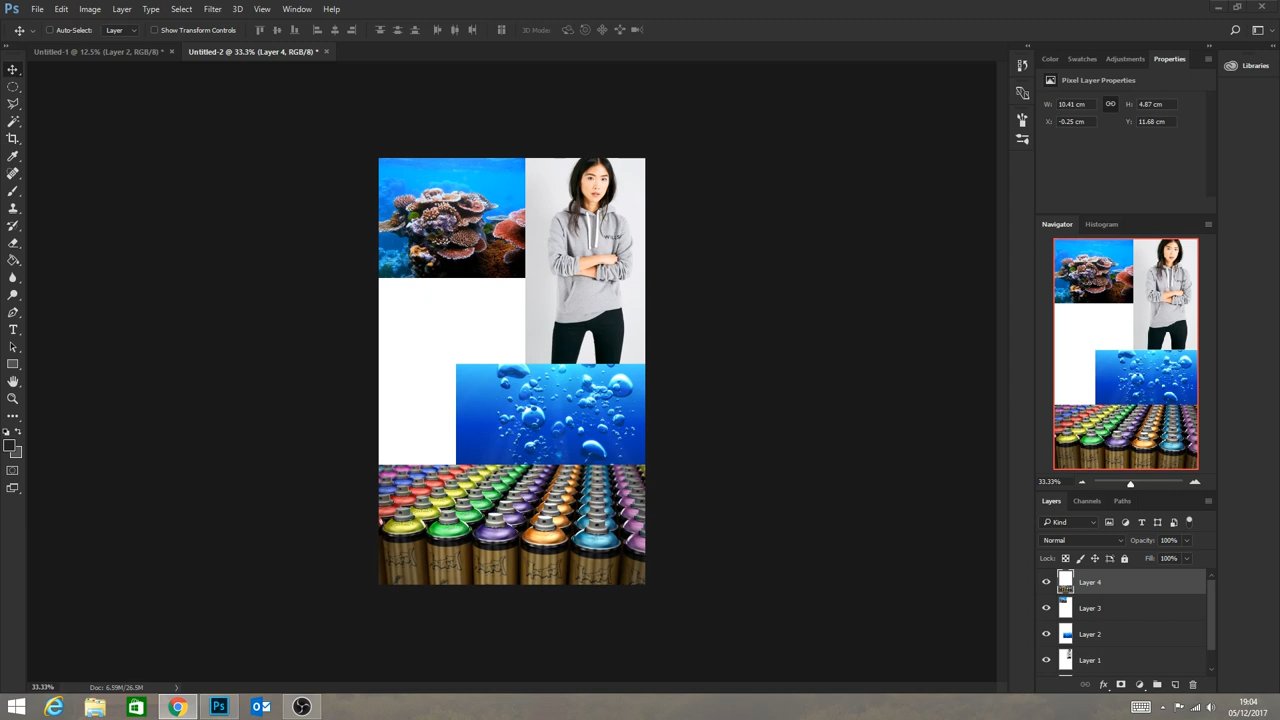 Ps File Edit Image Layer Type Select Filter 3D View Window Help
Auto-Select: Layer Show Transform Controls 3D Mode:
Untitled-1 @ 12.5% (Layer 2, RGB/8) * × Untitled-2 @ 33.3% (Layer 4, RGB/8) * ×
Color Swatches Adjustments Properties
Libraries
Pixel Layer Properties
W: 10.41 cm H: 4.87 cm
X: -0.25 cm Y: 11.68 cm
Navigator Histogram
33.33%
Layers Channels Paths
Kind
Normal Opacity: 100%
Lock: Fill: 100%
Layer 4
Layer 3
Layer 2
Layer 1
33.33% Doc: 6.59M/26.5M
Ps
19:04
05/12/2017